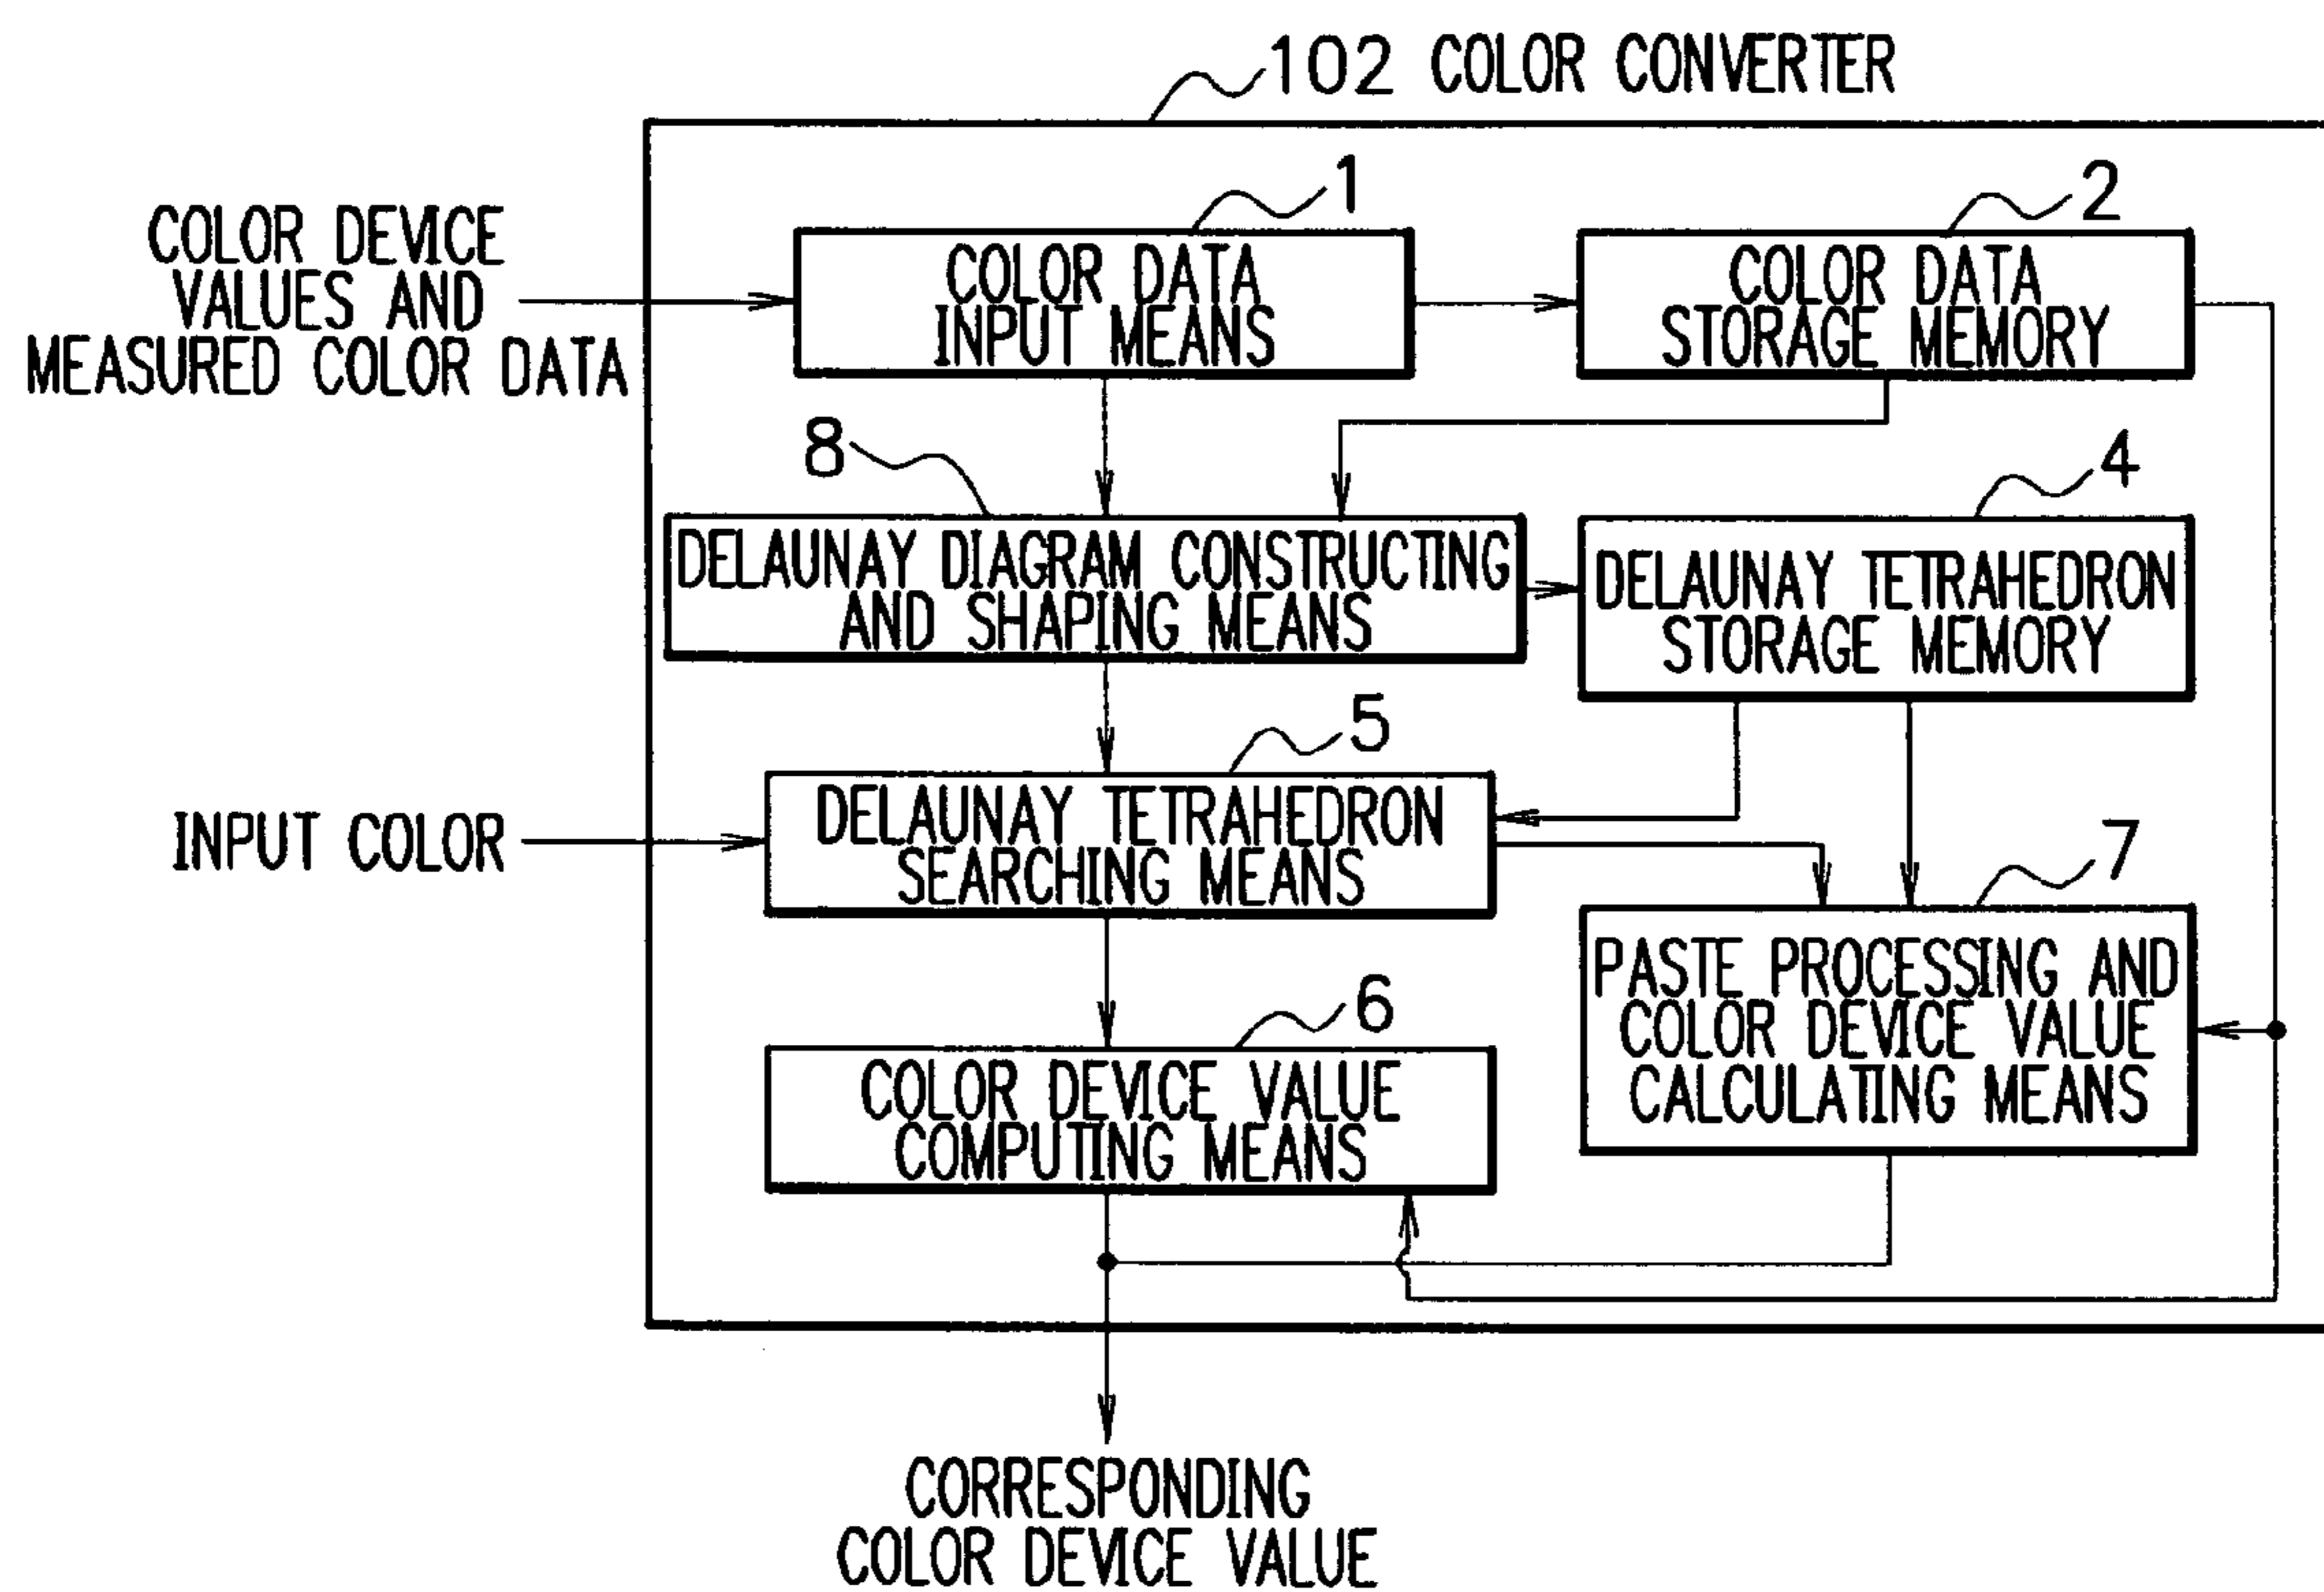 102 COLOR CONVERTER
1
2
COLOR DEVICE
VALUES AND
MEASURED COLOR DATA
COLOR DATA
INPUT MEANS
COLOR DATA
STORAGE MEMORY
8
4
DELAUNAY DIAGRAM CONSTRUCTING
AND SHAPING MEANS
DELAUNAY TETRAHEDRON
STORAGE MEMORY
5
INPUT COLOR
DELAUNAY TETRAHEDRON
SEARCHING MEANS
7
PASTE PROCESSING AND
COLOR DEVICE VALUE
CALCULATING MEANS
6
COLOR DEVICE VALUE
COMPUTING MEANS
CORRESPONDING
COLOR DEVICE VALUE